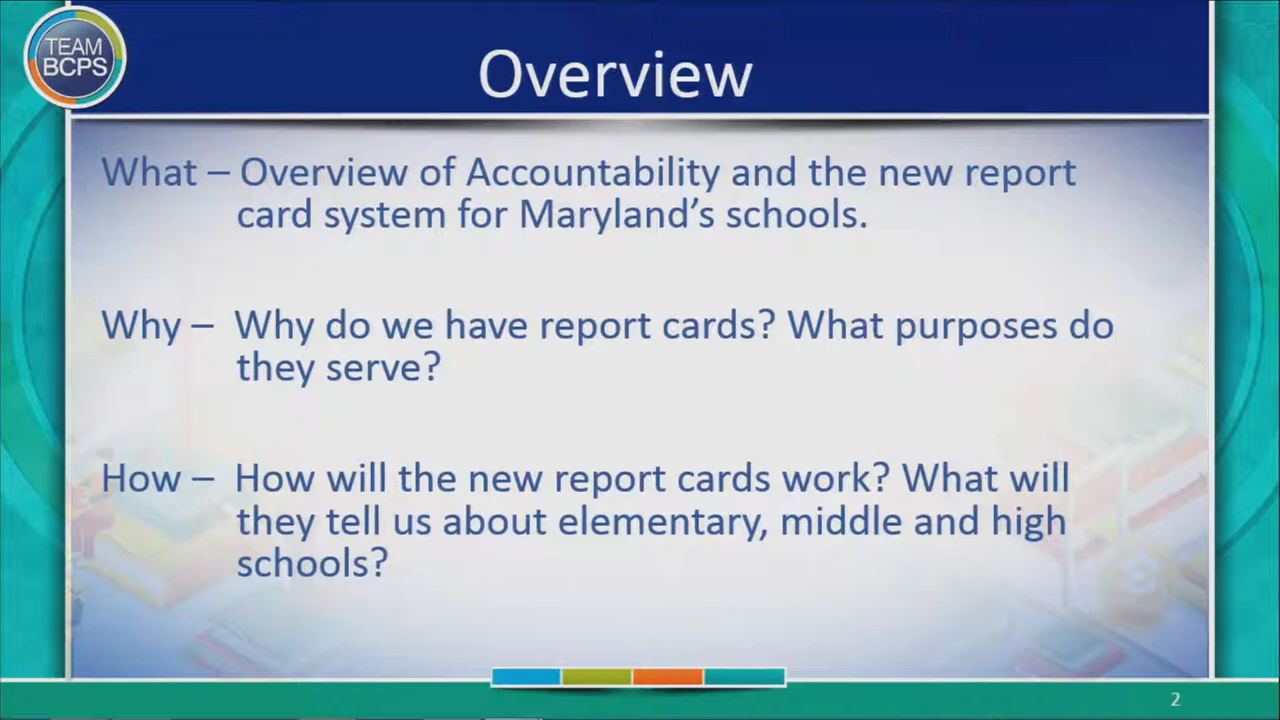 TEAM
BCPS
Overview
What – Overview of Accountability and the new report
card system for Maryland’s schools.
Why – Why do we have report cards? What purposes do
they serve?
How – How will the new report cards work? What will
they tell us about elementary, middle and high
schools?
2